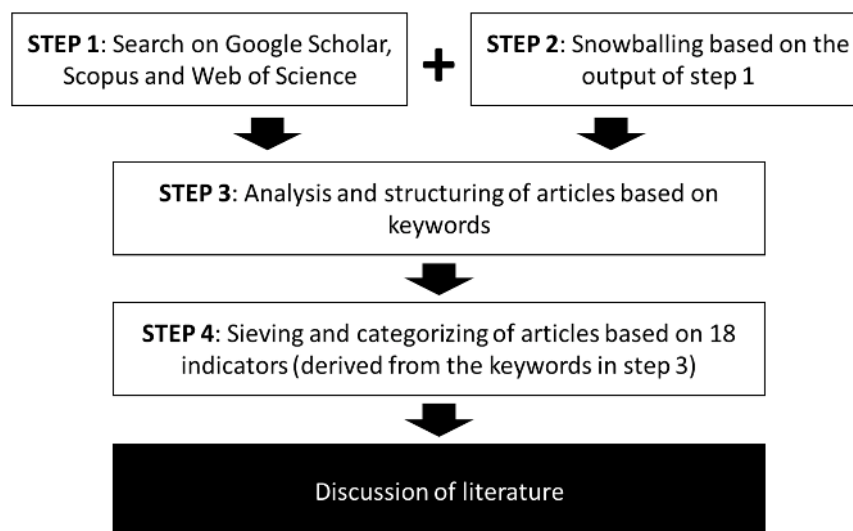 STEP 1: Search on Google Scholar,
Scopus and Web of Science
+
STEP 2: Snowballing based on the
output of step 1
STEP 3: Analysis and structuring of articles based on
keywords
STEP 4: Sieving and categorizing of articles based on 18
indicators (derived from the keywords in step 3)
Discussion of literature